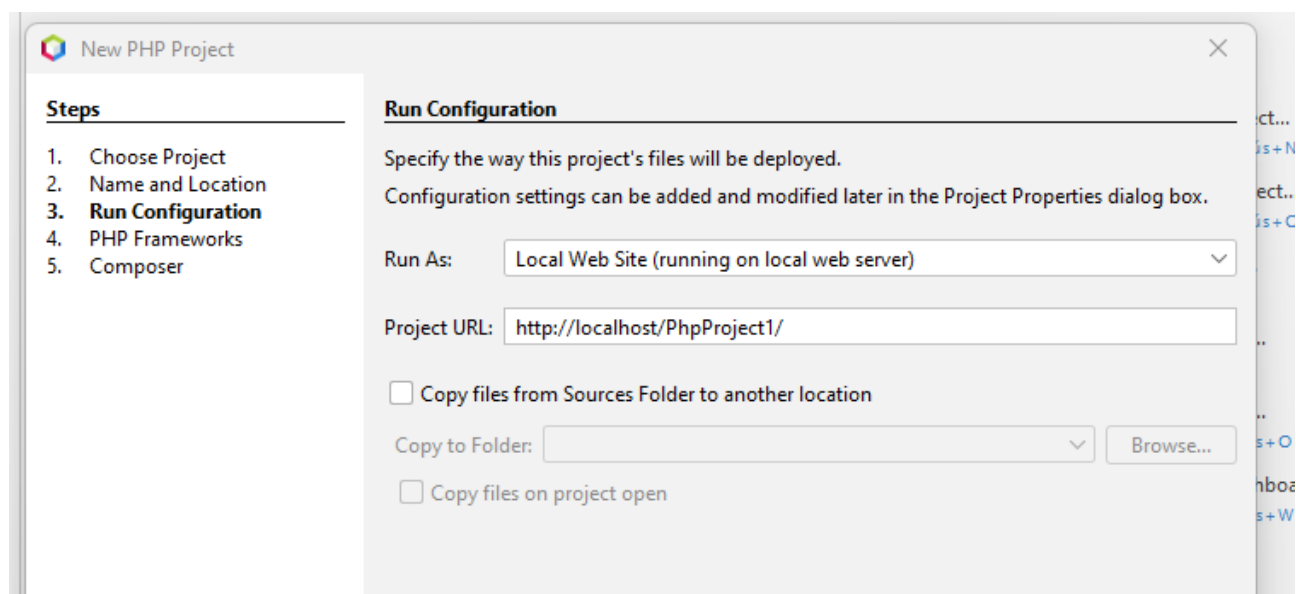 New PHP Project
Steps
1. Choose Project
2. Name and Location
3. Run Configuration
4. PHP Frameworks
5. Composer
Run Configuration
Specify the way this project's files will be deployed.
Configuration settings can be added and modified later in the Project Properties dialog box.
Run As: Local Web Site (running on local web server)
Project URL: http://localhost/PhpProject1/
Copy files from Sources Folder to another location
Copy to Folder: Browse...
Copy files on project open
ect...
s+O
s+W